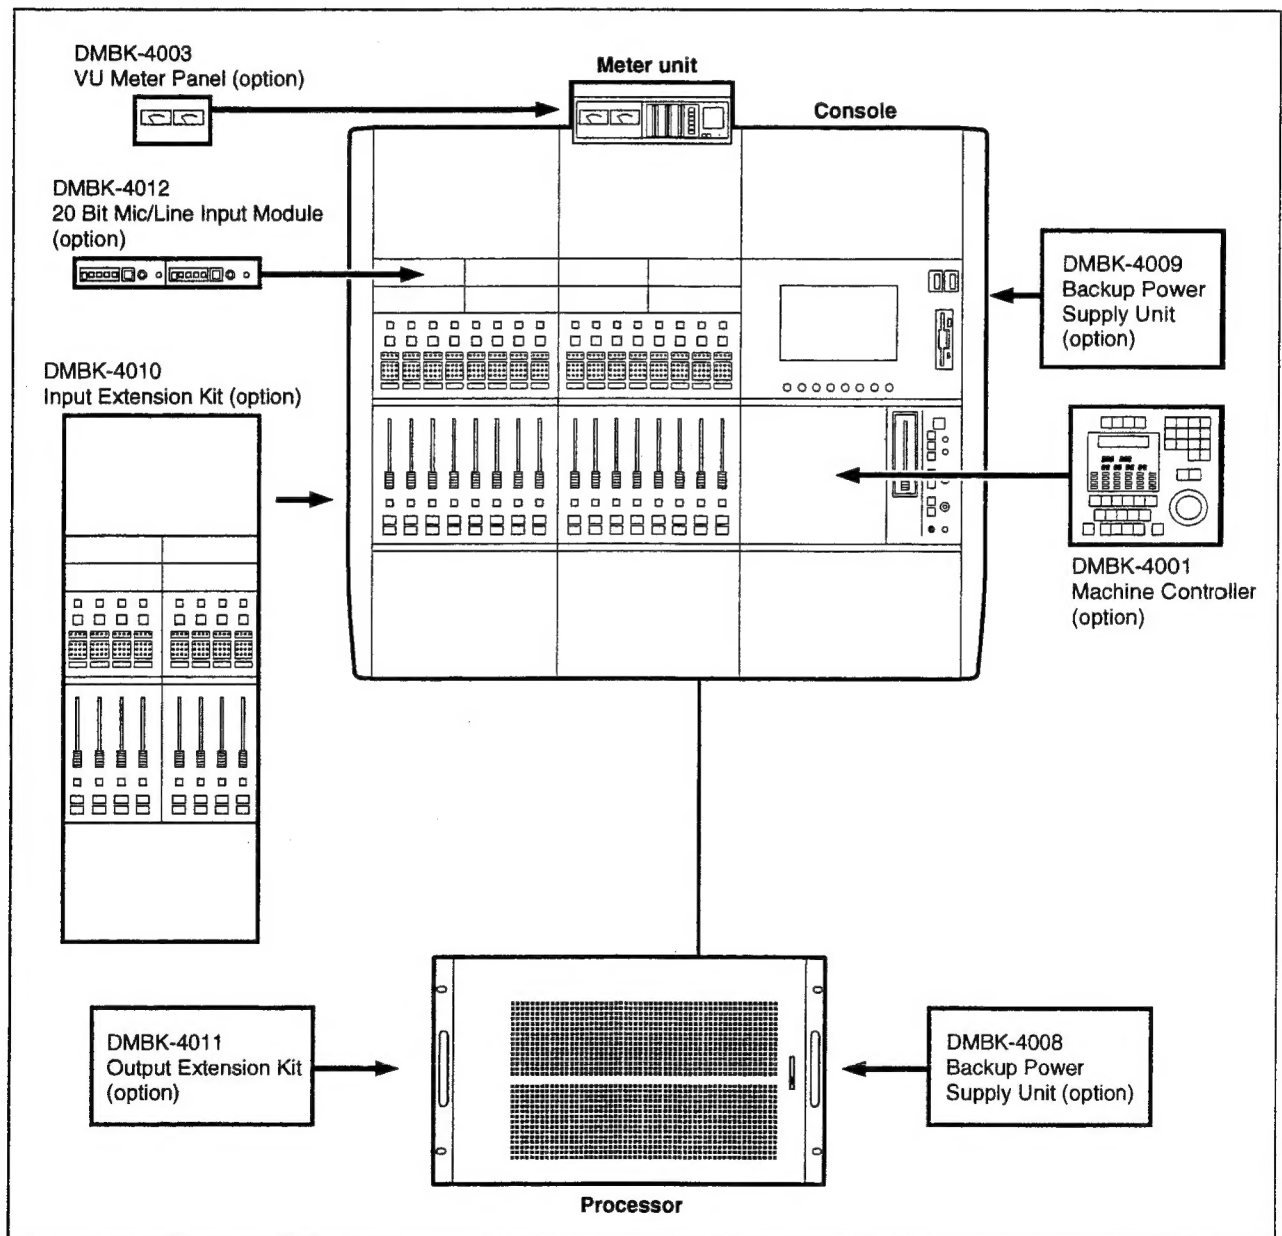 DMBK-4003
VU Meter Panel (option)
Meter unit
Console
DMBK-4012
20 Bit Mic/Line Input Module
(option)
DMBK-4009
Backup Power
Supply Unit
(option)
DMBK-4010
Input Extension Kit (option)
DMBK-4001
Machine Controller
(option)
DMBK-4011
Output Extension Kit
(option)
DMBK-4008
Backup Power
Supply Unit (option)
Processor